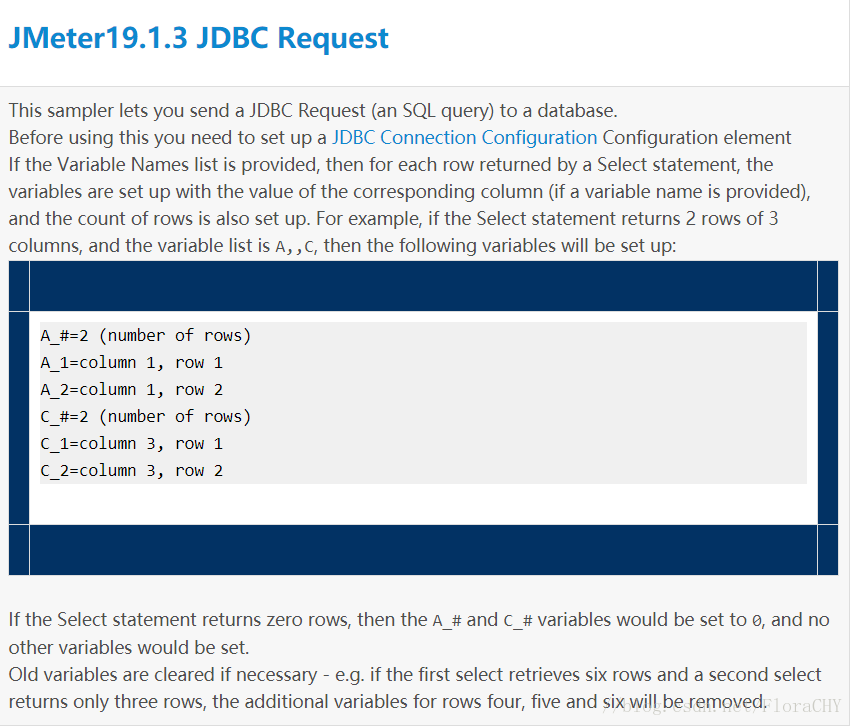 JMeter19.1.3 JDBC Request
This sampler lets you send a JDBC Request (an SQL query) to a database.
Before using this you need to set up a JDBC Connection Configuration Configuration element
If the Variable Names list is provided, then for each row returned by a Select statement, the
variables are set up with the value of the corresponding column (if a variable name is provided),
and the count of rows is also set up. For example, if the Select statement returns 2 rows of 3
columns, and the variable list is A,,C, then the following variables will be set up:
A_#=2 (number of rows)
A_1=column 1, row 1
A_2=column 1, row 2
C_#=2 (number of rows)
C_1=column 3, row 1
C_2=column 3, row 2
If the Select statement returns zero rows, then the A_# and C_# variables would be set to 0, and no
other variables would be set.
Old variables are cleared if necessary - e.g. if the first select retrieves six rows and a second select
returns only three rows, the additional variables for rows four, five and six will be removed.
//blog.csdn.net/FloraCHY